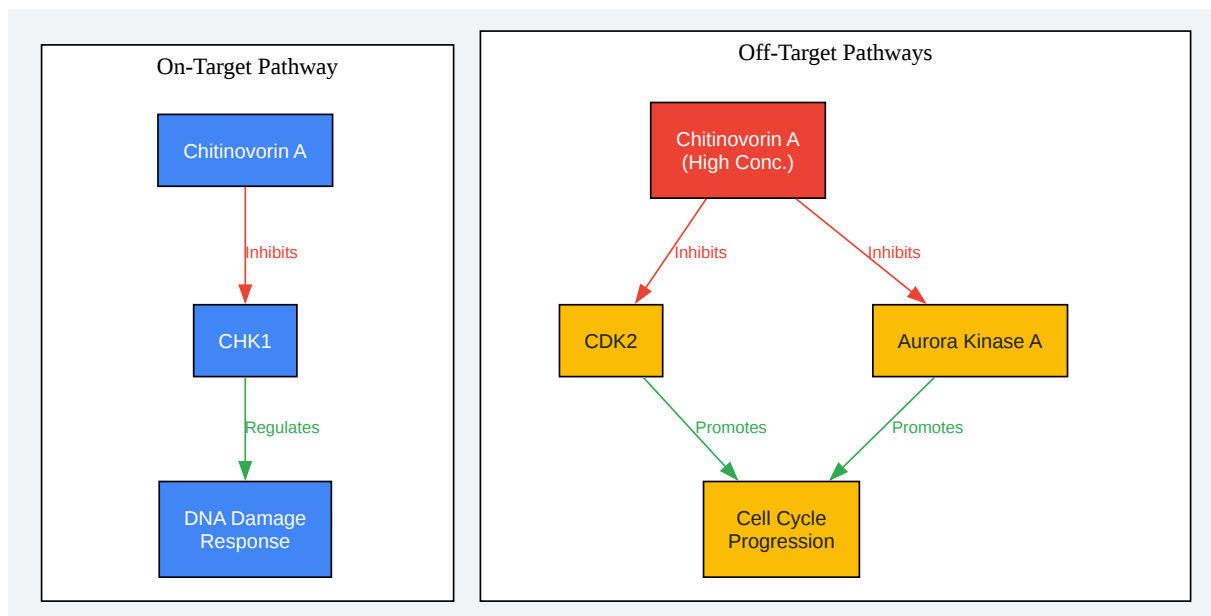 On-Target Pathway
Chitinovorin A
Inhibits
CHK1
Regulates
DNA Damage
Response
Off-Target Pathways
Chitinovorin A
(High Conc.)
Inhibits
Inhibits
CDK2
Aurora Kinase A
Promotes
Promotes
Cell Cycle
Progression